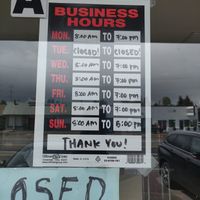 A
BUSINESS
HOURS
MON. 8:00 AM TO 7:00 PM
TUE. CLOSED! TO CLOSED!
WED. 8:00 AM TO 7:00 PM
THU. 8:00 AM TO 7:00 PM
FRI. 8:00 AM TO 7:00 PM
SAT. 8:00 AM TO 7:00 PM
SUN. 8:00 AM TO 5:00 PM
THANK YOU!
OSED